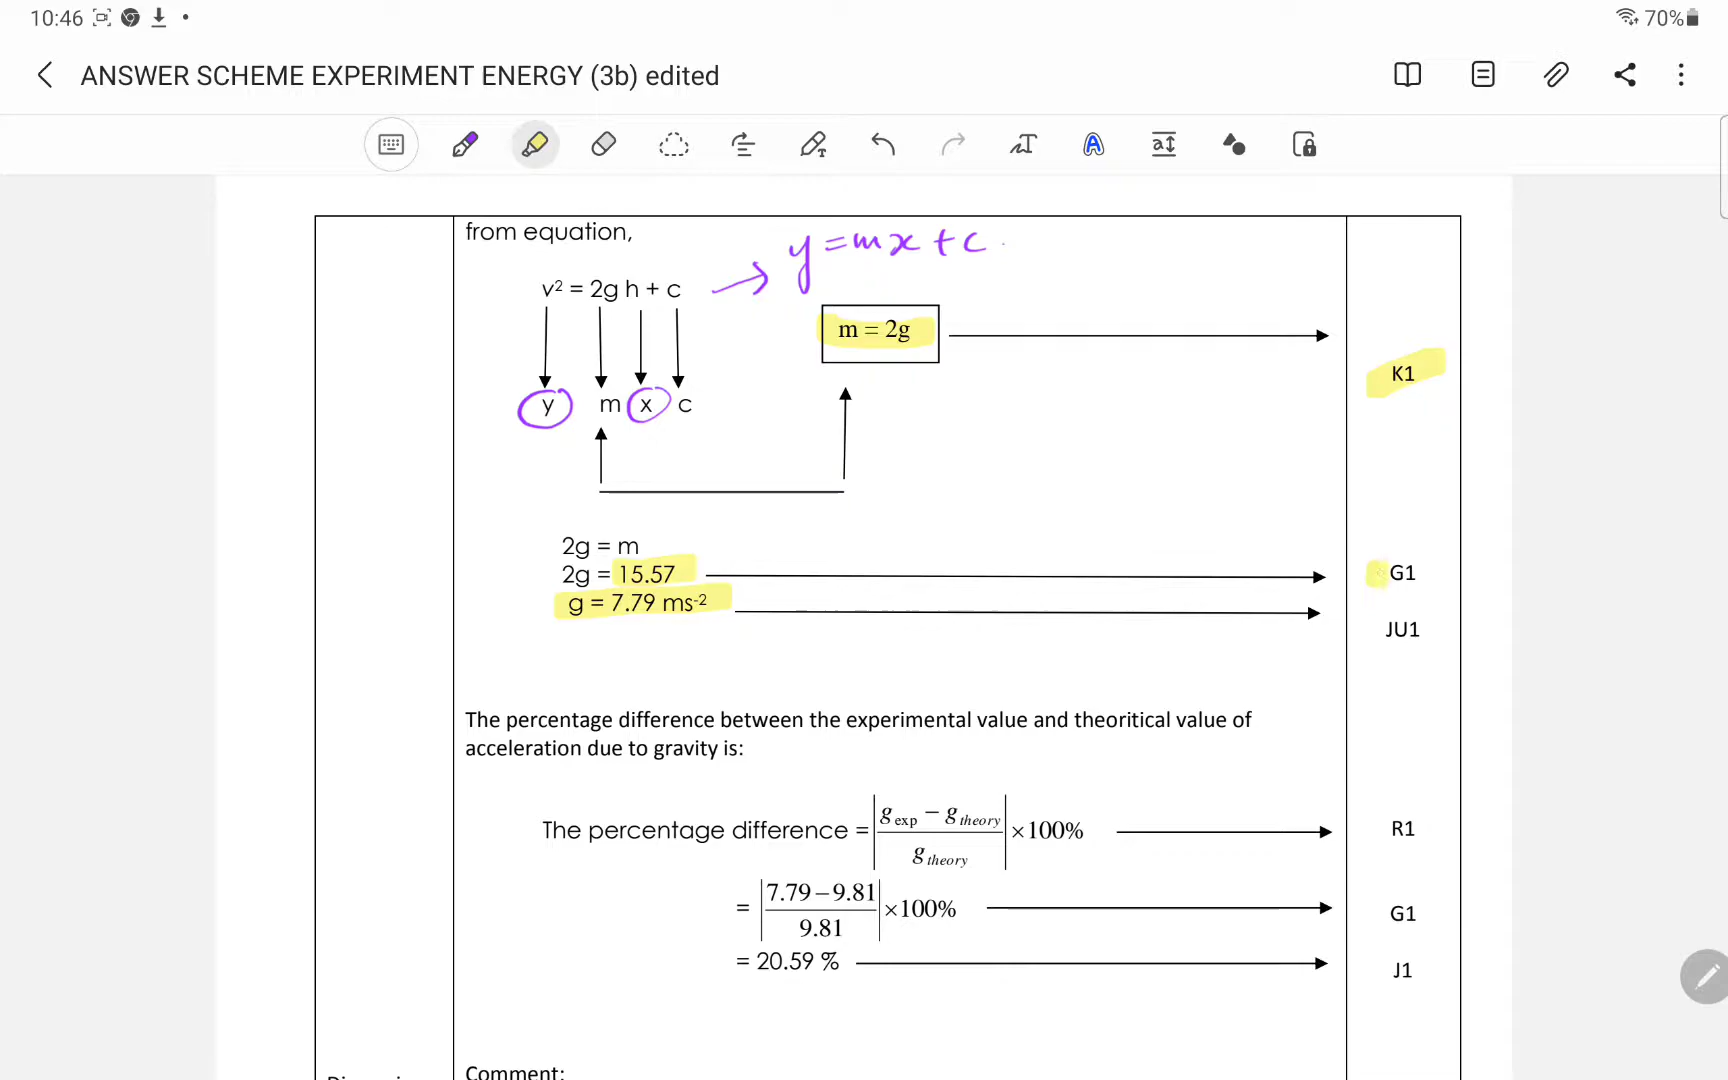 10:46 70%
ANSWER SCHEME EXPERIMENT ENERGY (3b) edited
from equation,
y = mx + c
v² = 2g h + c
m = 2g
K1
y m x c
2g = m
2g = 15.57 G1
g = 7.79 ms⁻²
JU1
The percentage difference between the experimental value and theoritical value of
acceleration due to gravity is:
The percentage difference = |(g exp − g theory) / g theory| ×100% R1
= |(7.79 − 9.81) / 9.81| ×100% G1
= 20.59 % J1
Comment: